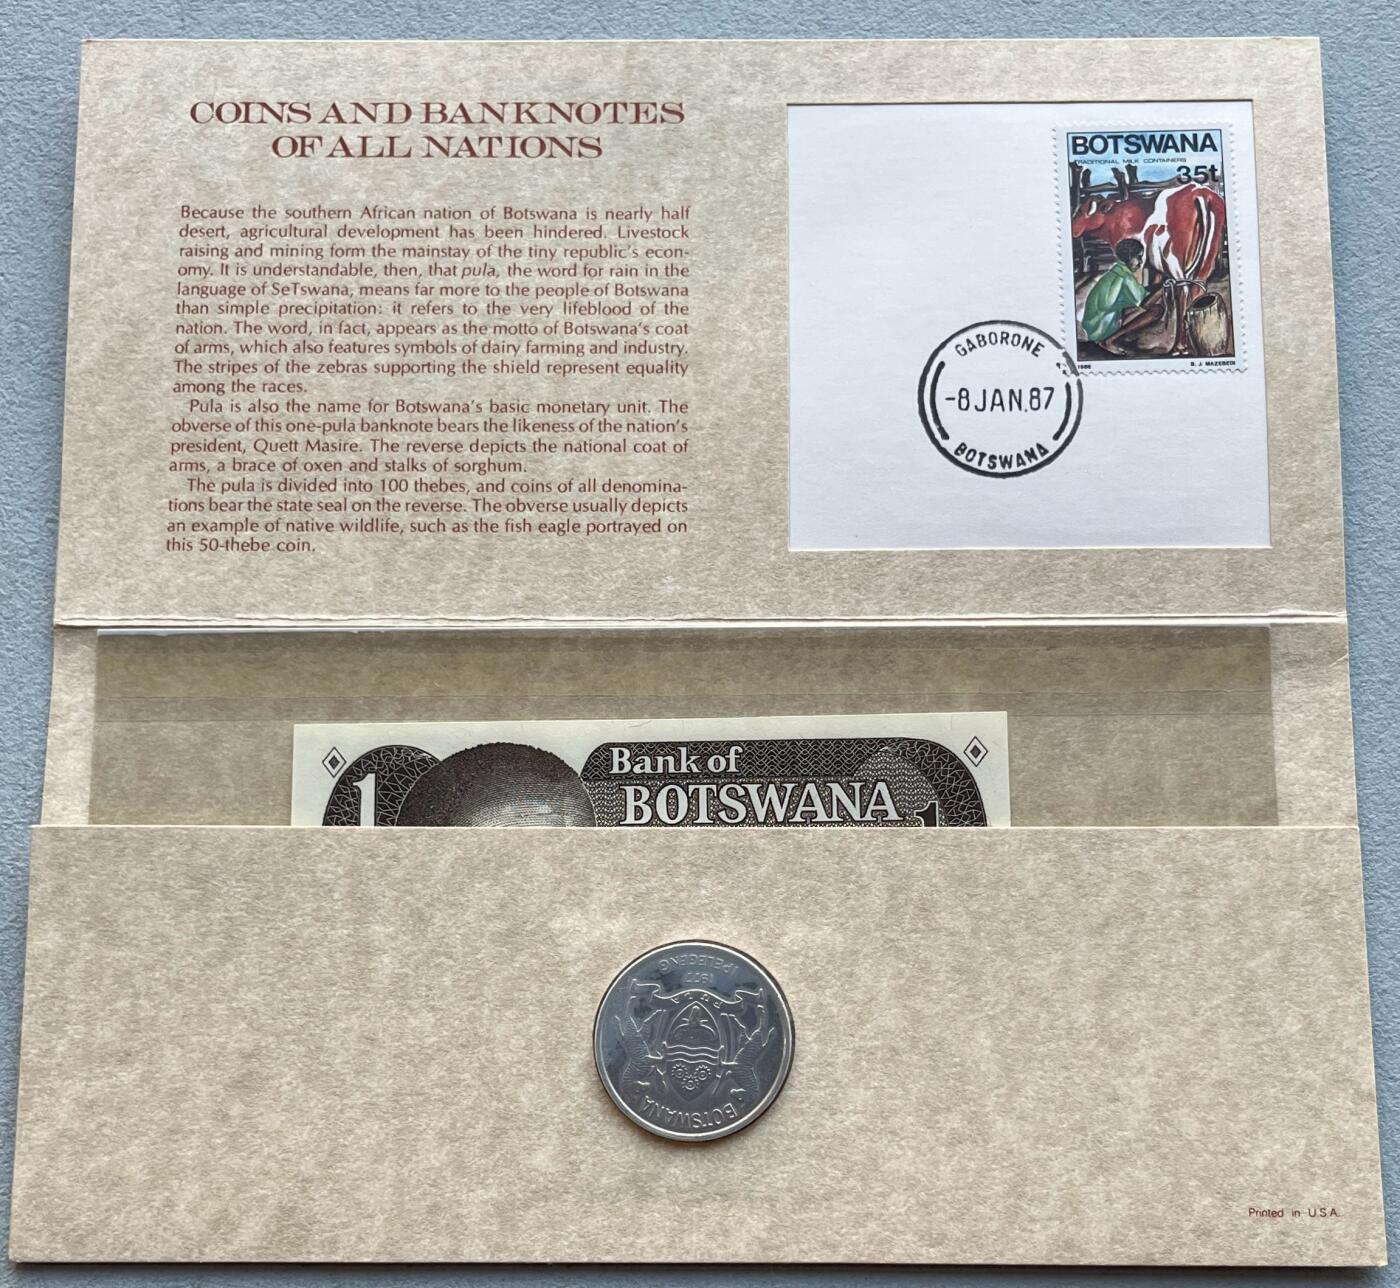 COINS AND BANKNOTES
OF ALL NATIONS
Because the southern African nation of Botswana is nearly half
desert, agricultural development has been hindered. Livestock
raising and mining form the mainstay of the tiny republic's econ-
omy. It is understandable, then, that pula, the word for rain in the
language of SeTswana, means far more to the people of Botswana
than simple precipitation: it refers to the very lifeblood of the
nation. The word, in fact, appears as the motto of Botswana's coat
of arms, which also features symbols of dairy farming and industry.
The stripes of the zebras supporting the shield represent equality
among the races.
Pula is also the name for Botswana's basic monetary unit. The
obverse of this one-pula banknote bears the likeness of the nation's
president, Quett Masire. The reverse depicts the national coat of
arms, a brace of oxen and stalks of sorghum.
The pula is divided into 100 thebes, and coins of all denomina-
tions bear the state seal on the reverse. The obverse usually depicts
an example of native wildlife, such as the fish eagle portrayed on
this 50-thebe coin.
BOTSWANA
TRADITIONAL MILK CONTAINERS
35t
1986
B. J. MAZEBEDI
GABORONE
-8 JAN.87
BOTSWANA
1
Bank of
BOTSWANA
1
IPELEGENG
1977
PULA
BOTSWANA
Printed in U.S.A.